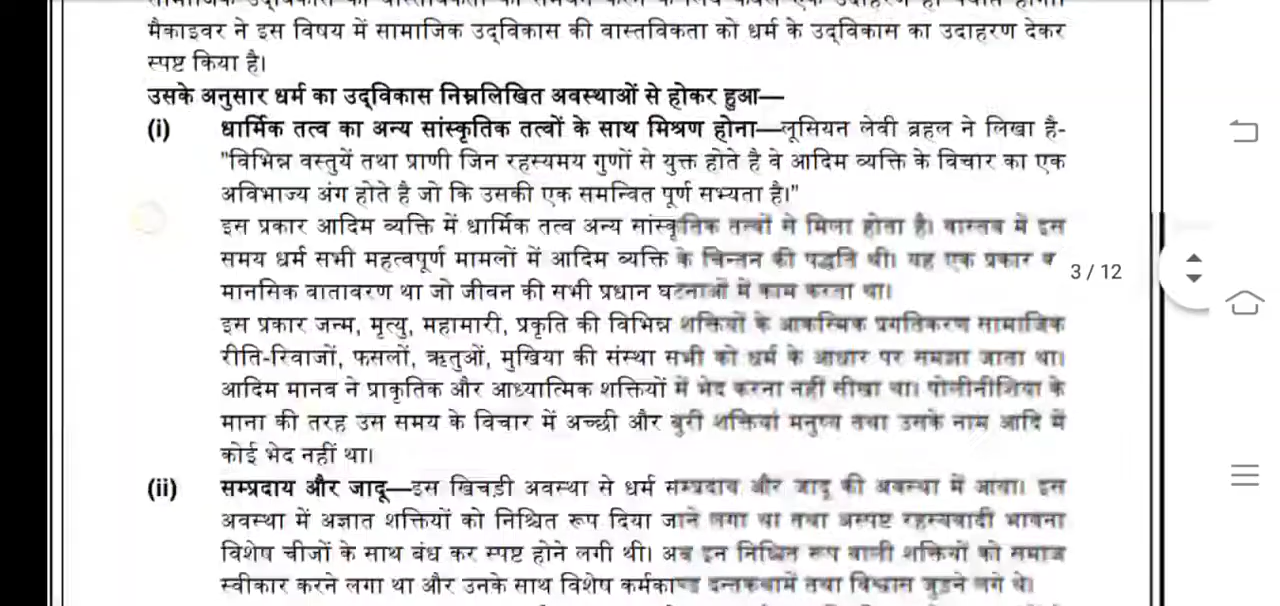 मैकाइवर ने इस विषय में सामाजिक उद्‌विकास की वास्तविकता को धर्म के उद्‌विकास का उदाहरण देकर
स्पष्ट किया है।
उसके अनुसार धर्म का उद्‌विकास निम्नलिखित अवस्थाओं से होकर हुआ—
(i) धार्मिक तत्व का अन्य सांस्कृतिक तत्वों के साथ मिश्रण होना—लूसियन लेवी ब्रहल ने लिखा है-
"विभिन्न वस्तुयें तथा प्राणी जिन रहस्यमय गुणों से युक्त होते है वे आदिम व्यक्ति के विचार का एक
अविभाज्य अंग होते है जो कि उसकी एक समन्वित पूर्ण सभ्यता है।"
इस प्रकार आदिम व्यक्ति में धार्मिक तत्व अन्य सांस्कृतिक तत्वों से मिला होता है। वास्तव में इस
समय धर्म सभी महत्वपूर्ण मामलों में आदिम व्यक्ति के चिन्तन की पद्धति थी। यह एक प्रकार
3 / 12
मानसिक वातावरण था जो जीवन की सभी प्रधान घटनाओं में काम करता था।
इस प्रकार जन्म, मृत्यु, महामारी, प्रकृति की विभिन्न शक्तियों के आकस्मिक प्रगतिकरण सामाजिक
रीति-रिवाजों, फसलों, ऋतुओं, मुखिया की संस्था सभी को धर्म के आधार पर समझा जाता था।
आदिम मानव ने प्राकृतिक और आध्यात्मिक शक्तियों में भेद करना नहीं सीखा था। पोलीनीशिया के
माना की तरह उस समय के विचार में अच्छी और बुरी शक्तियां मनुष्य तथा उसके नाम आदि में
कोई भेद नहीं था।
(ii) सम्प्रदाय और जादू—इस खिचड़ी अवस्था से धर्म सम्प्रदाय और जादू की अवस्था में आया। इस
अवस्था में अज्ञात शक्तियों को निश्चित रूप दिया जाने लगा था तथा अस्पष्ट रहस्यवादी भावना
विशेष चीजों के साथ बंध कर स्पष्ट होने लगी थी। अब इन निश्चित रूप वाली शक्तियों को समाज
स्वीकार करने लगा था और उनके साथ विशेष कर्मकाण्ड दन्तकथायें तथा विश्वास जुड़ने लगे थे।